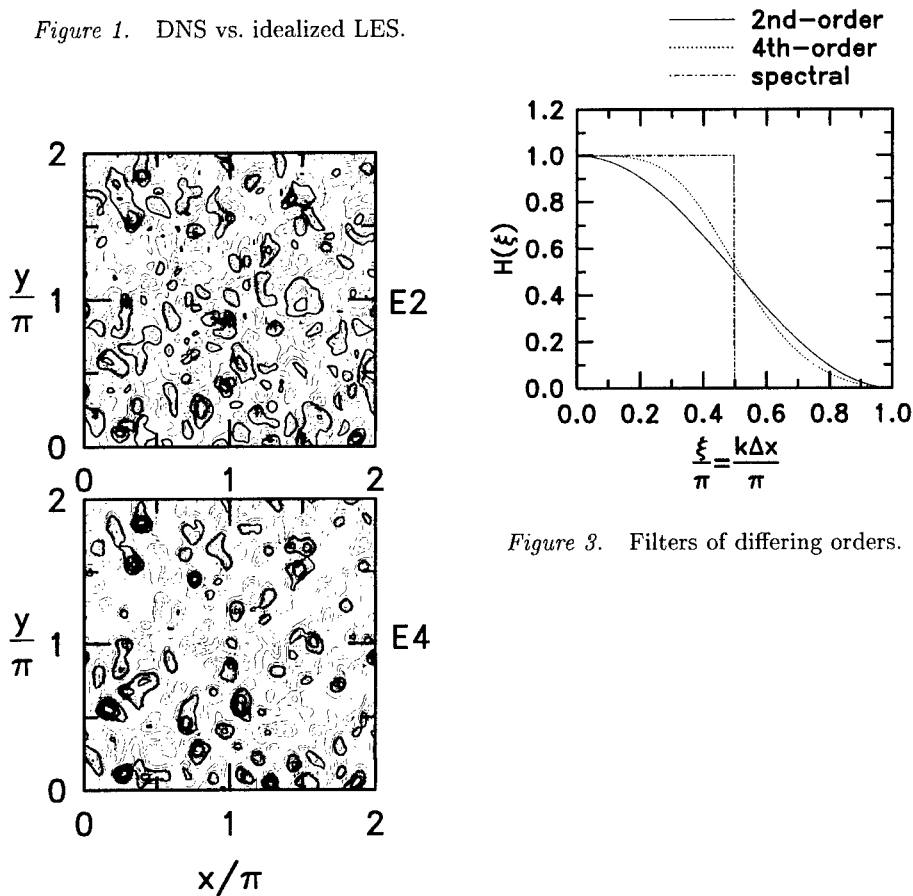 Figure 1. DNS vs. idealized LES.
2
y/π
1
0
0 1 2
E2
2
y/π
1
0
0 1 2
E4
x/π
2nd-order
4th-order
spectral
1.2
1.0
0.8
0.6
0.4
0.2
0.0
H(ξ)
0.0 0.2 0.4 0.6 0.8 1.0
ξ/π=kΔx/π
Figure 3. Filters of differing orders.